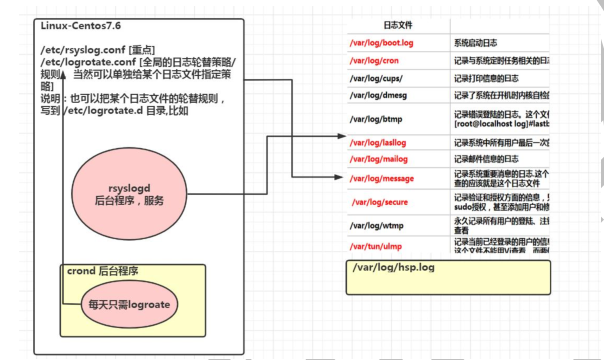 Linux-Centos7.6
/etc/rsyslog.conf [重点]
/etc/logrotate.conf [全局的日志轮替策略/
规则， 当然可以单独给某个日志文件指定策
略]
说明：也可以把某个日志文件的轮替规则，
写到 /etc/logrotate.d 目录,比如
rsyslogd
后台程序，服务
crond 后台程序
每天只需logroate
日志文件
/var/log/boot.log 系统启动日志
/var/log/cron 记录与系统定时任务相关的日
/var/log/cups/ 记录打印信息的日志
/var/log/dmesg 记录了系统在开机时内核自检的
/var/log/btmp 记录错误登陆的日志。这个文件
[root@localhost log]#lastb
/var/log/lasllog 记录系统中所有用户最后一次的
/var/log/mailog 记录邮件信息的日志
/var/log/message 记录系统重要消息的日志.这个
查的应该就是这个日志文件
/var/log/secure 记录验证和授权方面的信息，
sudo授权，甚至添加用户和修
/var/log/wtmp 永久记录所有用户的登陆、注
查看
/var/tun/ulmp 记录当前已经登录的用户的信
这个文件不能用Vi查看
/var/log/hsp.log